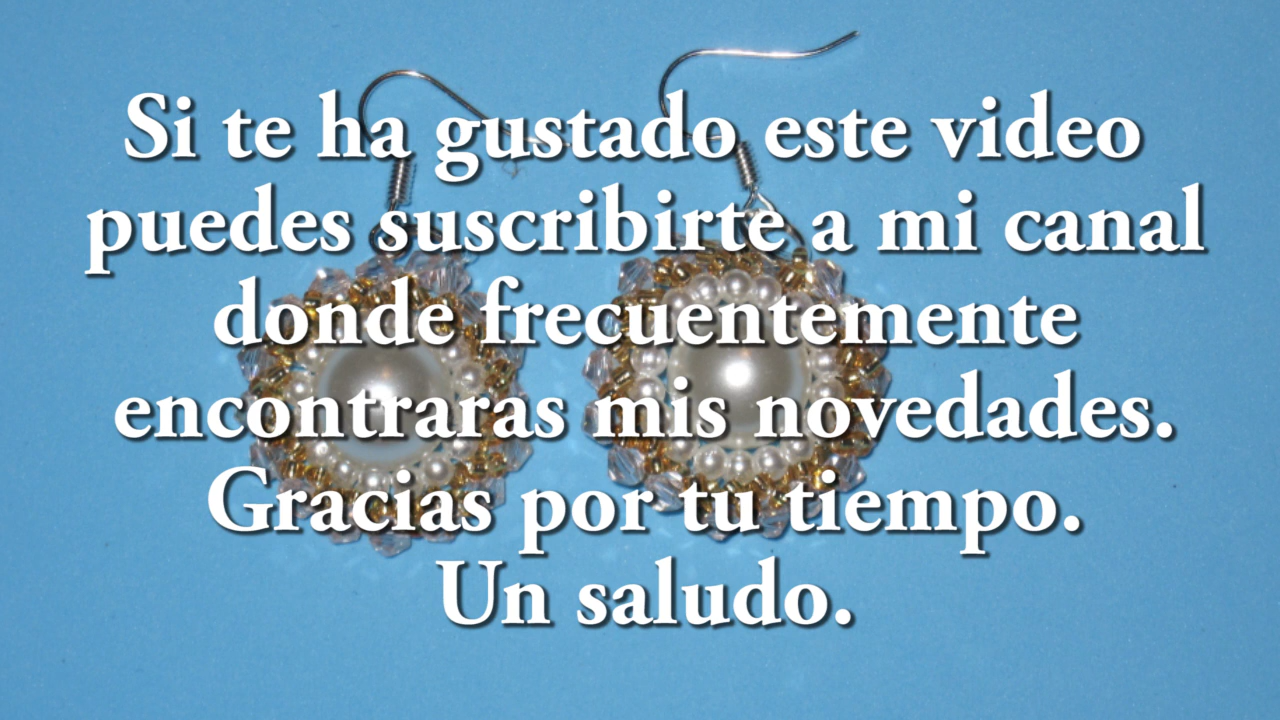 Si te ha gustado este video
puedes suscribirte a mi canal
donde frecuentemente
encontraras mis novedades.
Gracias por tu tiempo.
Un saludo.